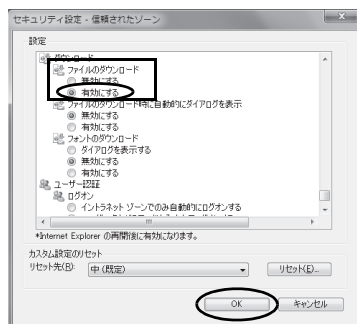 セキュリティ設定 - 信頼されたゾーン
設定
ダウンロード
ファイルのダウンロード
無効にする
有効にする
ファイルのダウンロード時に自動的にダイアログを表示
無効にする
有効にする
フォントのダウンロード
ダイアログを表示する
無効にする
有効にする
ユーザー認証
ログオン
イントラネット ゾーンでのみ自動的にログオンする
*Internet Explorer の再開後に有効になります。
カスタム設定のリセット
リセット先(R):
中 (既定)
リセット(E)...
OK
キャンセル